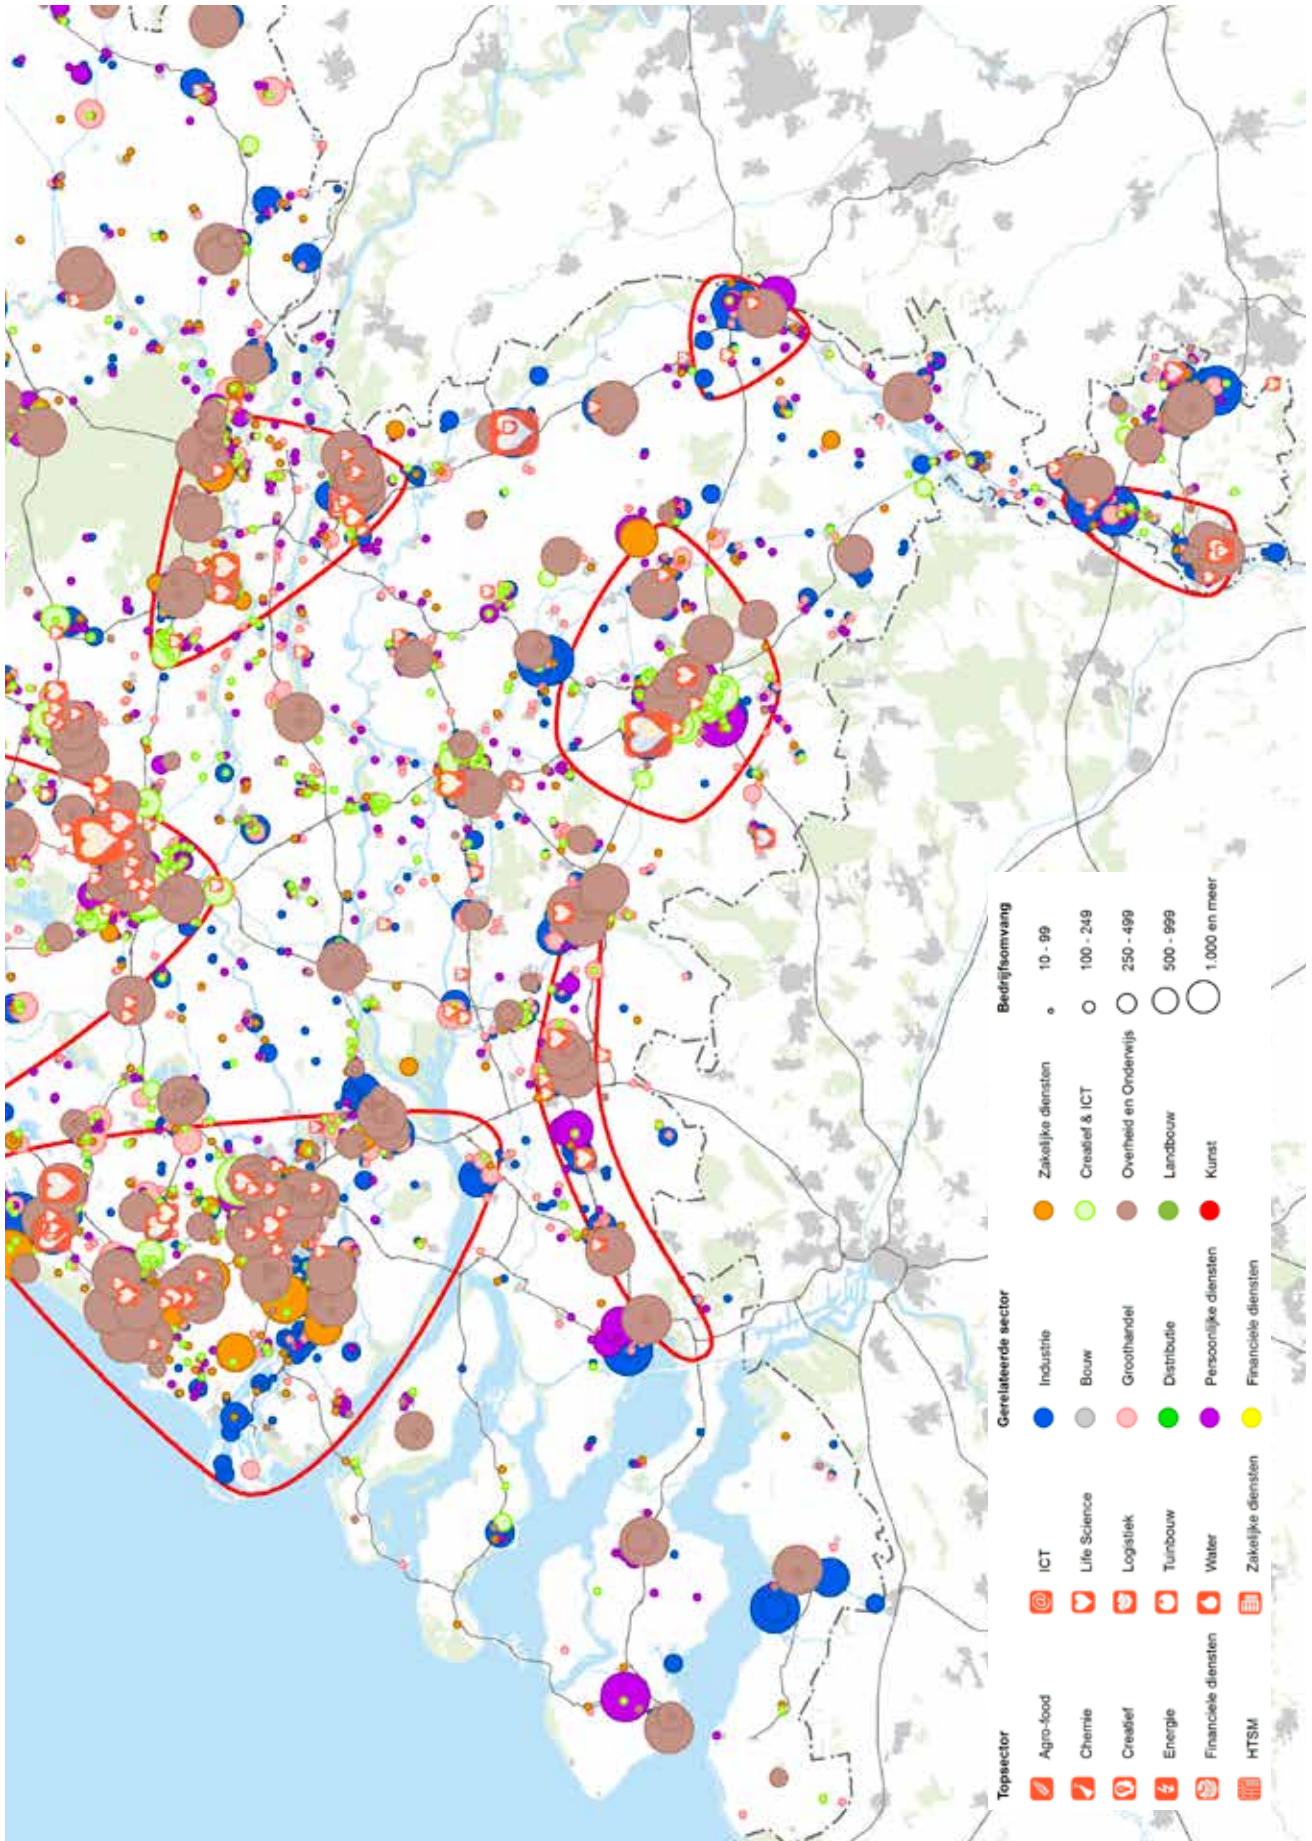 Topsector
Agro-food
Chemie
Creatief
Energie
Financiele diensten
HTSM
ICT
Life Science
Logistiek
Tuinbouw
Water
Zakelijke diensten
Gerelateerde sector
Industrie
Bouw
Groothandel
Distributie
Persoonlijke diensten
Financiele diensten
Zakelijke diensten
Creatief & ICT
Overheid en Onderwijs
Landbouw
Kunst
Bedrijfsomvang
10 - 99
100 - 249
250 - 499
500 - 999
1.000 en meer